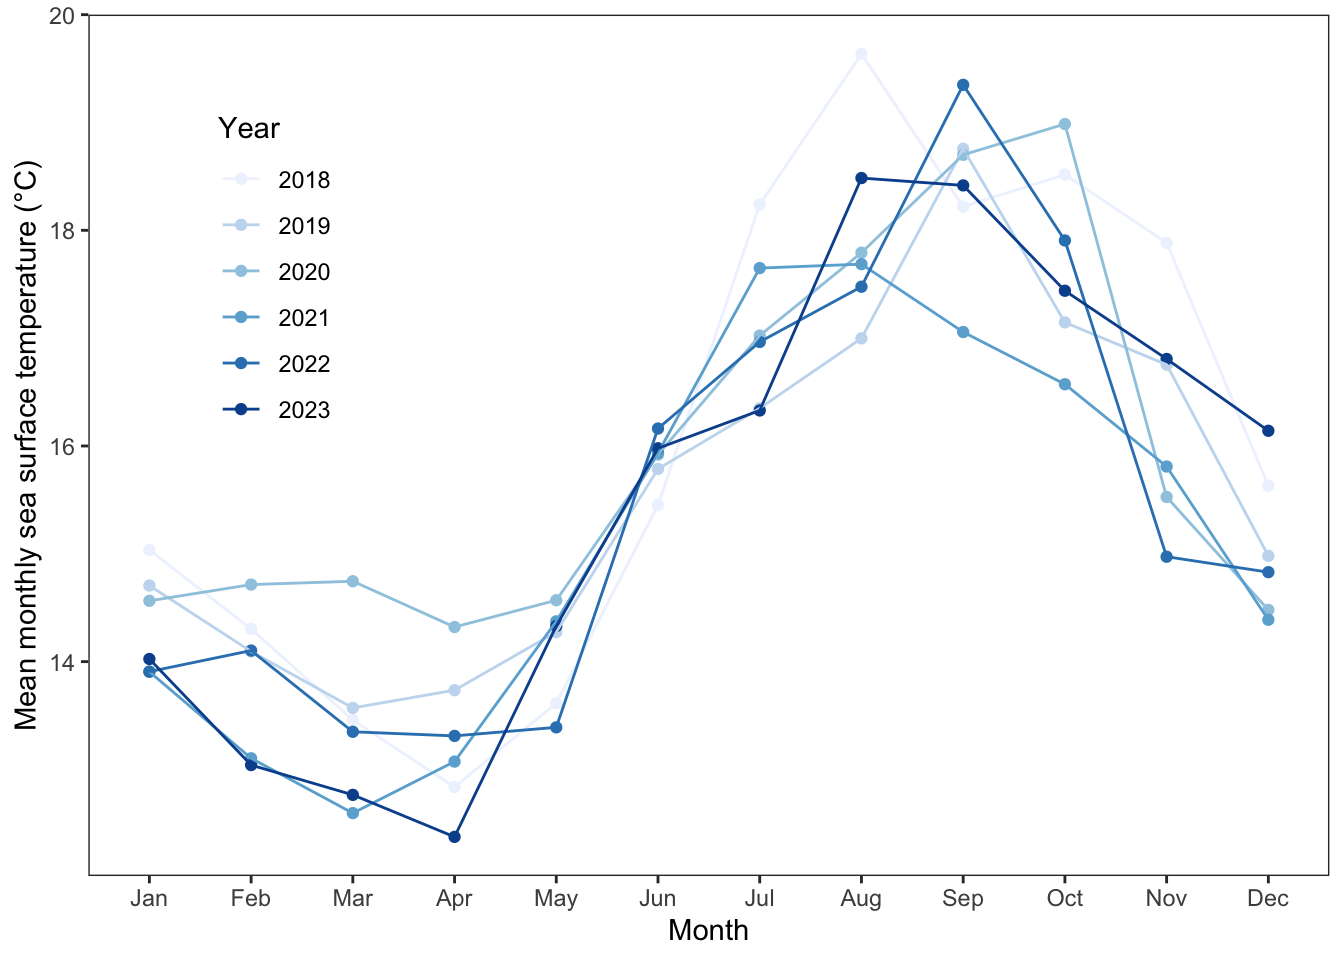 20
18
16
14
Mean monthly sea surface temperature (°C)
Year
2018
2019
2020
2021
2022
2023
Jan Feb Mar Apr May Jun Jul Aug Sep Oct Nov Dec
Month